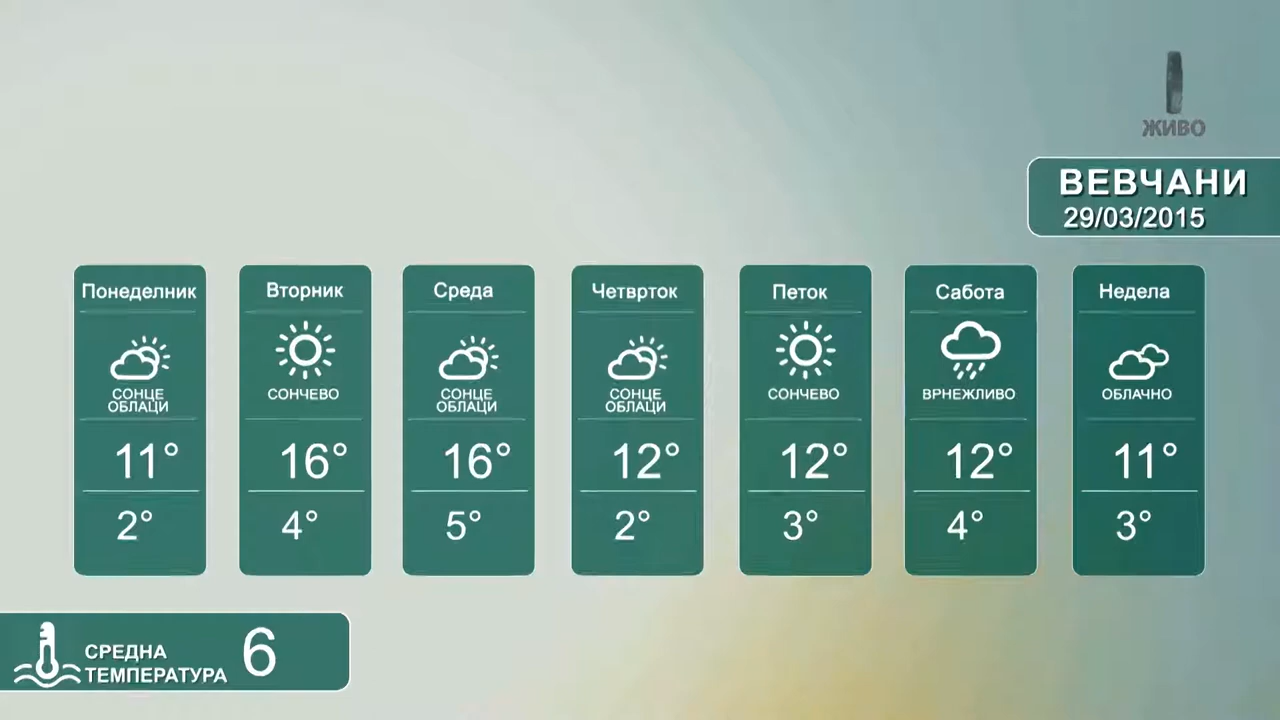 ЖИВО
ВЕВЧАНИ
29/03/2015
Понеделник
СОНЦЕ
ОБЛАЦИ
11°
2°
Вторник
СОНЧЕВО
16°
4°
Среда
СОНЦЕ
ОБЛАЦИ
16°
5°
Четврток
СОНЦЕ
ОБЛАЦИ
12°
2°
Петок
СОНЧЕВО
12°
3°
Сабота
ВРНЕЖЛИВО
12°
4°
Недела
ОБЛАЧНО
11°
3°
СРЕДНА
ТЕМПЕРАТУРА
6